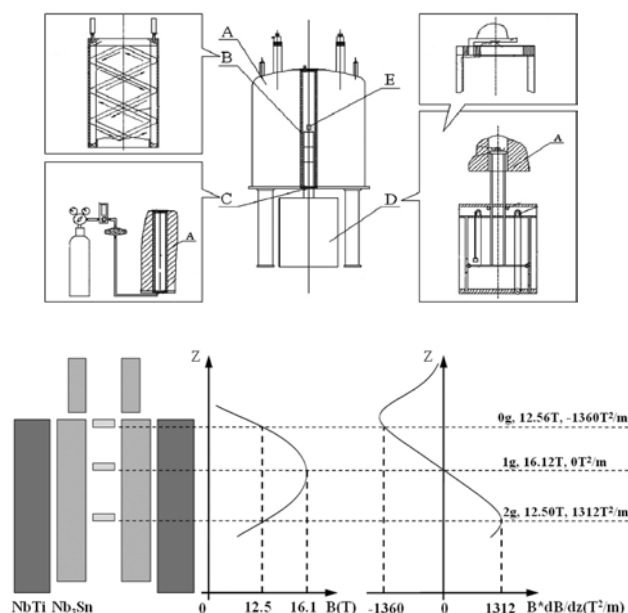 A
B
E
C
D
A
A
Z
Z
0g, 12.56T, -1360T²/m
1g, 16.12T, 0T²/m
2g, 12.50T, 1312T²/m
NbTi Nb₃Sn
0 12.5 16.1 B(T)
-1360 0 1312 B*dB/dz(T²/m)